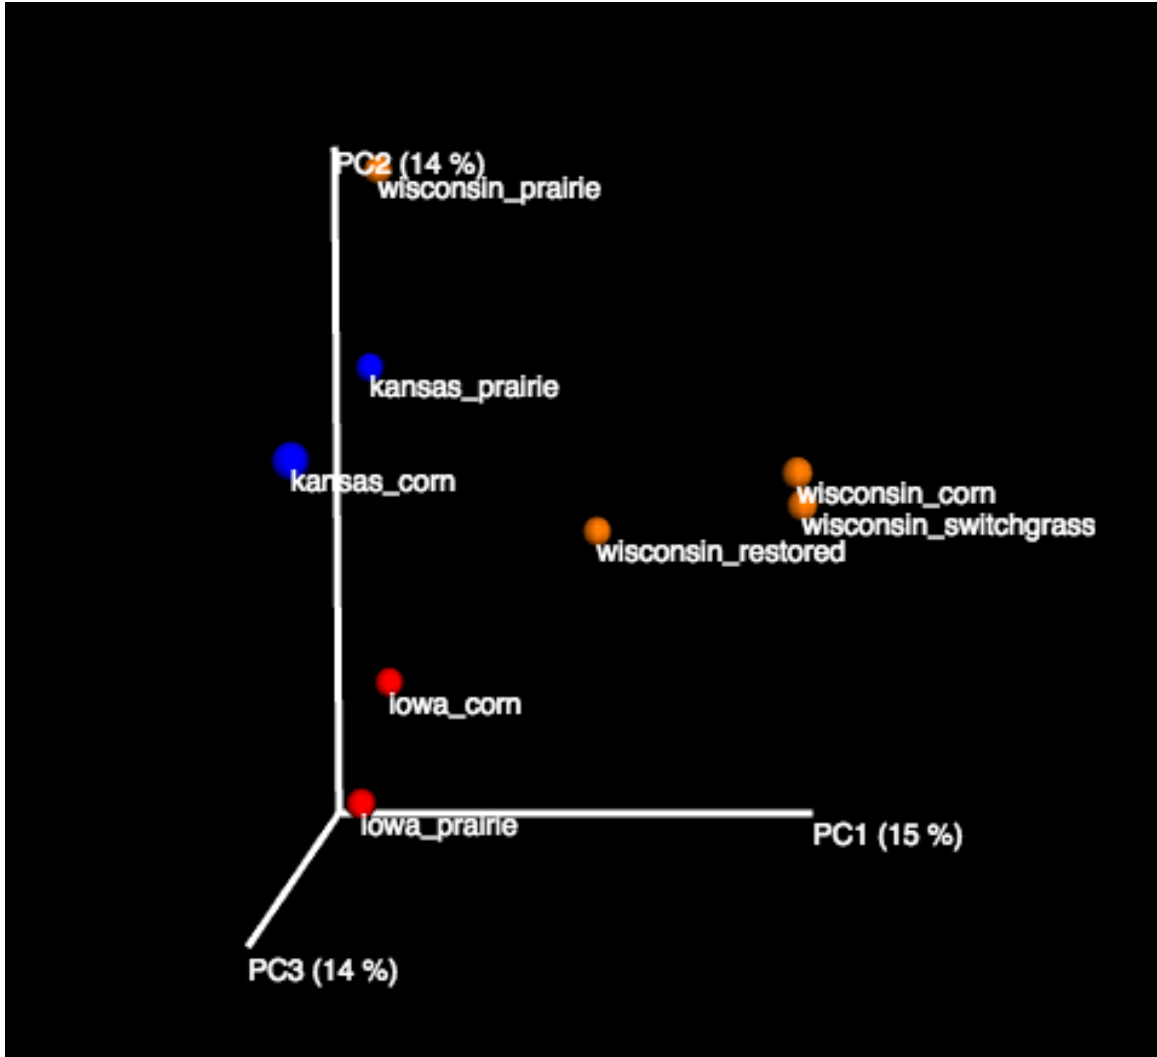 PC2 (14 %)
wisconsin_prairie
kansas_prairie
kansas_corn
wisconsin_corn
wisconsin_switchgrass
wisconsin_restored
iowa_corn
iowa_prairie
PC1 (15 %)
PC3 (14 %)